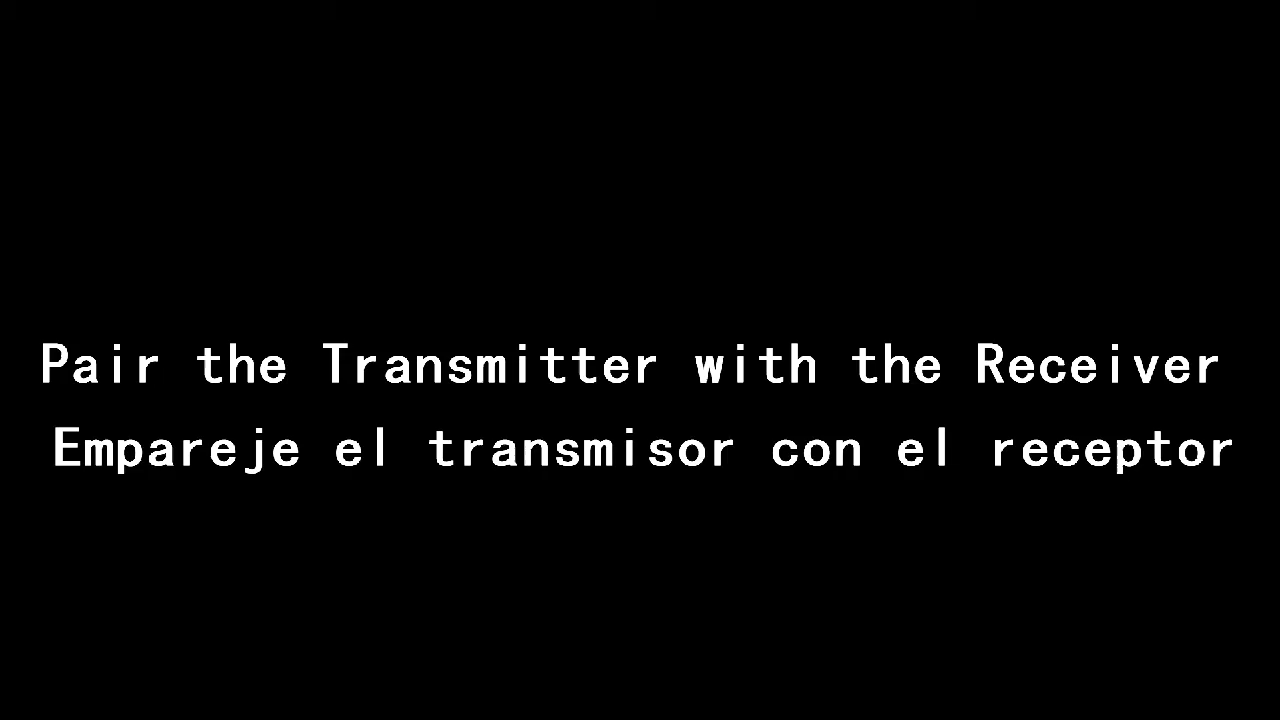 Pair the Transmitter with the Receiver
Empareje el transmisor con el receptor